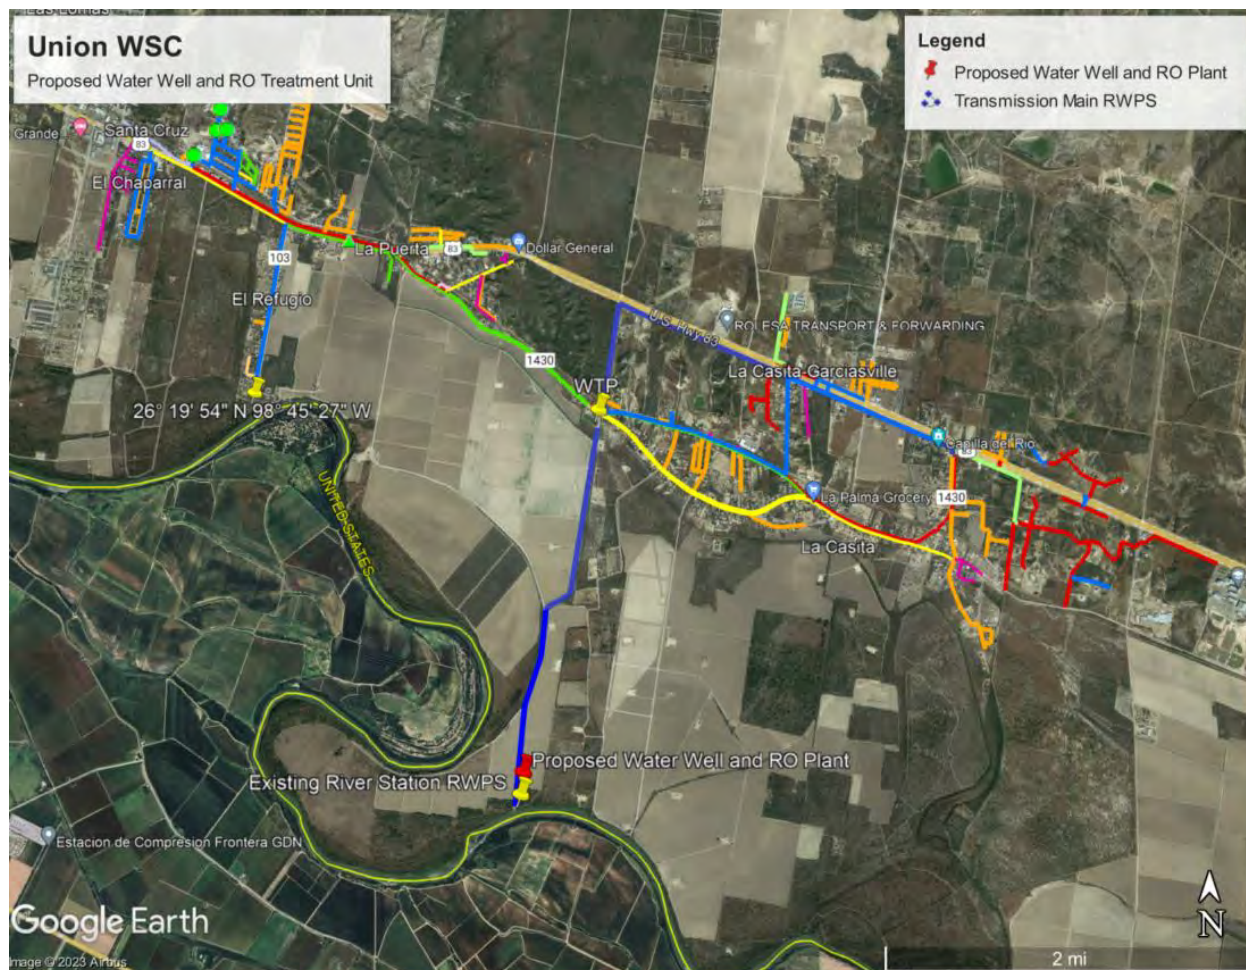 Las Lomas
Union WSC
Proposed Water Well and RO Treatment Unit
Legend
Proposed Water Well and RO Plant
Transmission Main RWPS
Grande
Santa Cruz
83
El Chaparral
La Puerta
83
Dollar General
103
El Refugio
U.S. Hwy 83
ROLESA TRANSPORT & FORWARDING
1430
WTP
La Casita-Garciasville
26° 19' 54" N 98° 45' 27" W
Capilla del Rio
83
UNITED STATES
La Palma Grocery
1430
La Casita
Proposed Water Well and RO Plant
Existing River Station RWPS
Estacion de Compresion Frontera GDN
Google Earth
Image © 2023 Airbus
N
2 mi